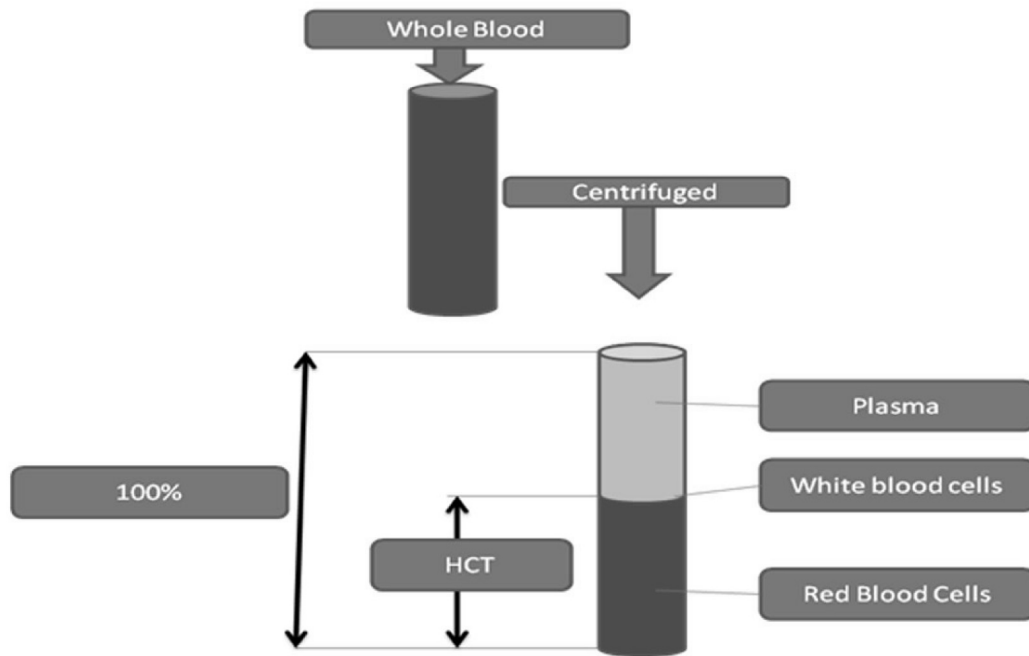 Whole Blood
Centrifuged
Plasma
100%
White blood cells
HCT
Red Blood Cells